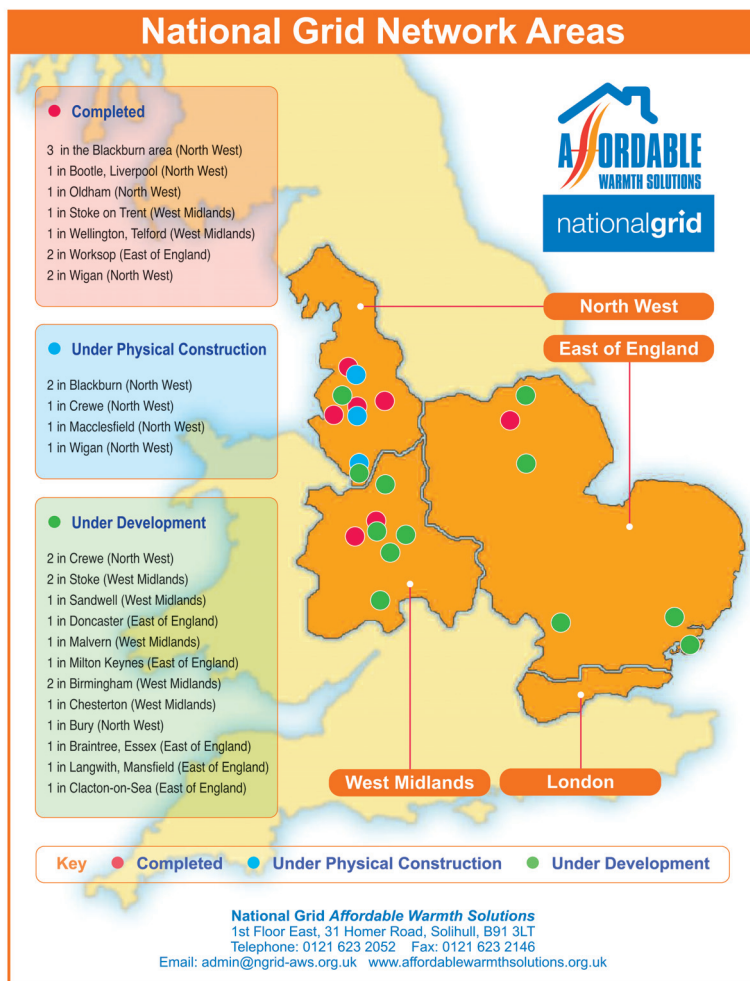 National Grid Network Areas
Completed
3 in the Blackburn area (North West)
1 in Bootle, Liverpool (North West)
1 in Oldham (North West)
1 in Stoke on Trent (West Midlands)
1 in Wellington, Telford (West Midlands)
2 in Worksop (East of England)
2 in Wigan (North West)
AFFORDABLE
WARMTH SOLUTIONS
nationalgrid
North West
East of England
Under Physical Construction
2 in Blackburn (North West)
1 in Crewe (North West)
1 in Macclesfield (North West)
1 in Wigan (North West)
Under Development
2 in Crewe (North West)
2 in Stoke (West Midlands)
1 in Sandwell (West Midlands)
1 in Doncaster (East of England)
1 in Malvern (West Midlands)
1 in Milton Keynes (East of England)
2 in Birmingham (West Midlands)
1 in Chesterton (West Midlands)
1 in Bury (North West)
1 in Braintree, Essex (East of England)
1 in Langwith, Mansfield (East of England)
1 in Clacton-on-Sea (East of England)
West Midlands
London
Key Completed Under Physical Construction Under Development
National Grid Affordable Warmth Solutions
1st Floor East, 31 Homer Road, Solihull, B91 3LT
Telephone: 0121 623 2052 Fax: 0121 623 2146
Email: admin@ngrid-aws.org.uk www.affordablewarmthsolutions.org.uk